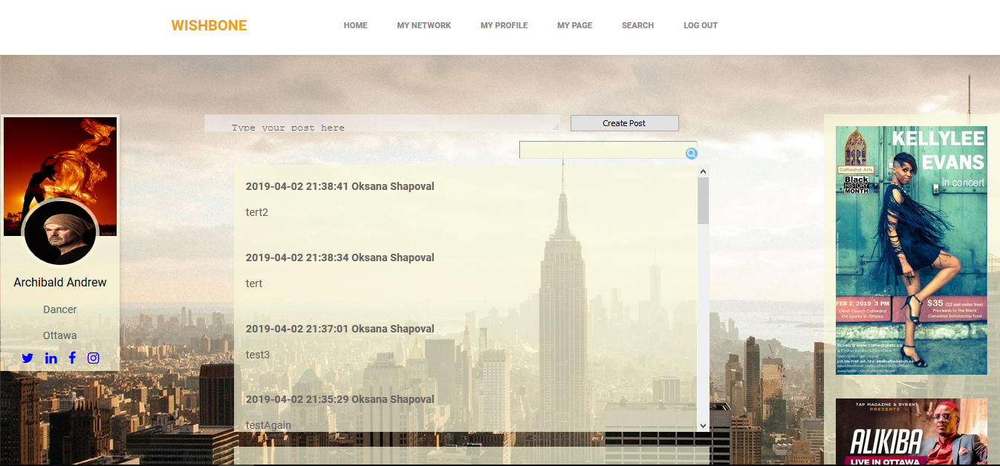 WISHBONE
HOME MY NETWORK MY PROFILE MY PAGE SEARCH LOG OUT
Archibald Andrew
Dancer
Ottawa
Type your post here
Create Post
2019-04-02 21:38:41 Oksana Shapoval
tert2
2019-04-02 21:38:34 Oksana Shapoval
tert
2019-04-02 21:37:01 Oksana Shapoval
test3
2019-04-02 21:35:29 Oksana Shapoval
testAgain
KELLYLEE
EVANS
in concert
Cathedral Arts
Black
HISTORY
MONTH
FEB 2, 2019 3 PM
Christ Church Cathedral
414 Sparks St. Ottawa
$35 (12 and under free)
Proceeds to The Black
Canadian Scholarship Fund
Tickets @ www.cathedralarts.ca
TAP MAGAZINE & BYBENT
PRESENTS
ALIKIBA
LIVE IN OTTAWA